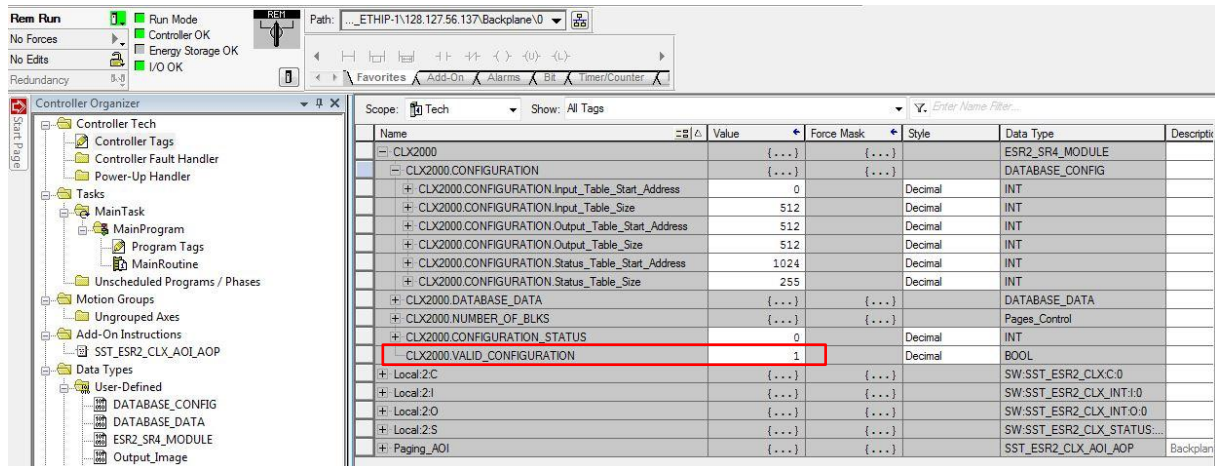 Rem Run
Run Mode
REM
Path: ..._ETHIP-1\128.127.56.137\Backplane\0
No Forces
Controller OK
Energy Storage OK
No Edits
I/O OK
Redundancy
Favorites Add-On Alarms Bit Timer/Counter
Start Page
Controller Organizer
Controller Tech
Controller Tags
Controller Fault Handler
Power-Up Handler
Tasks
MainTask
MainProgram
Program Tags
MainRoutine
Unscheduled Programs / Phases
Motion Groups
Ungrouped Axes
Add-On Instructions
SST_ESR2_CLX_AOI_AOP
Data Types
User-Defined
DATABASE_CONFIG
DATABASE_DATA
ESR2_SR4_MODULE
Output_Image
Scope: Tech Show: All Tags Enter Name Filter...
Name Value Force Mask Style Data Type Descriptic
CLX2000 {...} {...} ESR2_SR4_MODULE
CLX2000.CONFIGURATION {...} {...} DATABASE_CONFIG
CLX2000.CONFIGURATION.Input_Table_Start_Address 0 Decimal INT
CLX2000.CONFIGURATION.Input_Table_Size 512 Decimal INT
CLX2000.CONFIGURATION.Output_Table_Start_Address 512 Decimal INT
CLX2000.CONFIGURATION.Output_Table_Size 512 Decimal INT
CLX2000.CONFIGURATION.Status_Table_Start_Address 1024 Decimal INT
CLX2000.CONFIGURATION.Status_Table_Size 255 Decimal INT
CLX2000.DATABASE_DATA {...} {...} DATABASE_DATA
CLX2000.NUMBER_OF_BLKS {...} {...} Pages_Control
CLX2000.CONFIGURATION_STATUS 0 Decimal INT
CLX2000.VALID_CONFIGURATION 1 Decimal BOOL
Local:2:C {...} {...} SW:SST_ESR2_CLX:C:0
Local:2:I {...} {...} SW:SST_ESR2_CLX_INT:I:0
Local:2:O {...} {...} SW:SST_ESR2_CLX_INT:O:0
Local:2:S {...} {...} SW:SST_ESR2_CLX_STATUS:...
Paging_AOI {...} {...} SST_ESR2_CLX_AOI_AOP Backplan